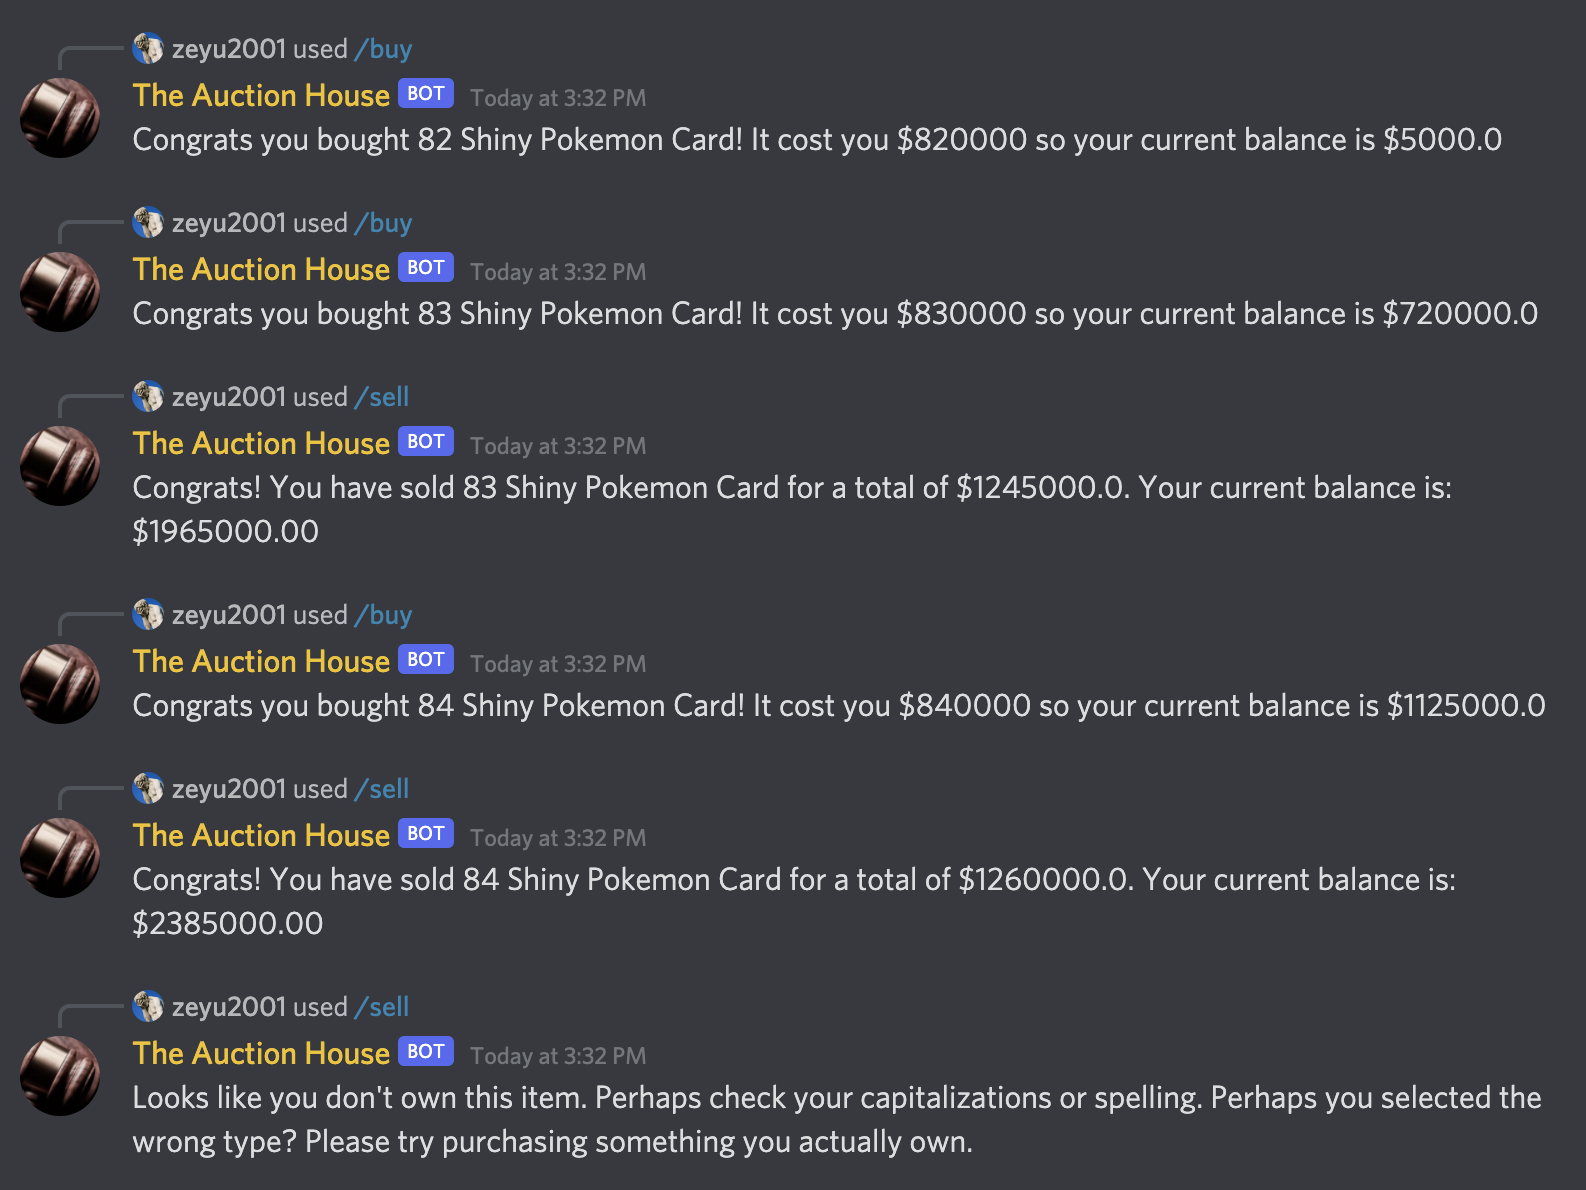 zeyu2001 used /buy
The Auction House BOT Today at 3:32 PM
Congrats you bought 82 Shiny Pokemon Card! It cost you $820000 so your current balance is $5000.0
zeyu2001 used /buy
The Auction House BOT Today at 3:32 PM
Congrats you bought 83 Shiny Pokemon Card! It cost you $830000 so your current balance is $720000.0
zeyu2001 used /sell
The Auction House BOT Today at 3:32 PM
Congrats! You have sold 83 Shiny Pokemon Card for a total of $1245000.0. Your current balance is:
$1965000.00
zeyu2001 used /buy
The Auction House BOT Today at 3:32 PM
Congrats you bought 84 Shiny Pokemon Card! It cost you $840000 so your current balance is $1125000.0
zeyu2001 used /sell
The Auction House BOT Today at 3:32 PM
Congrats! You have sold 84 Shiny Pokemon Card for a total of $1260000.0. Your current balance is:
$2385000.00
zeyu2001 used /sell
The Auction House BOT Today at 3:32 PM
Looks like you don't own this item. Perhaps check your capitalizations or spelling. Perhaps you selected the
wrong type? Please try purchasing something you actually own.